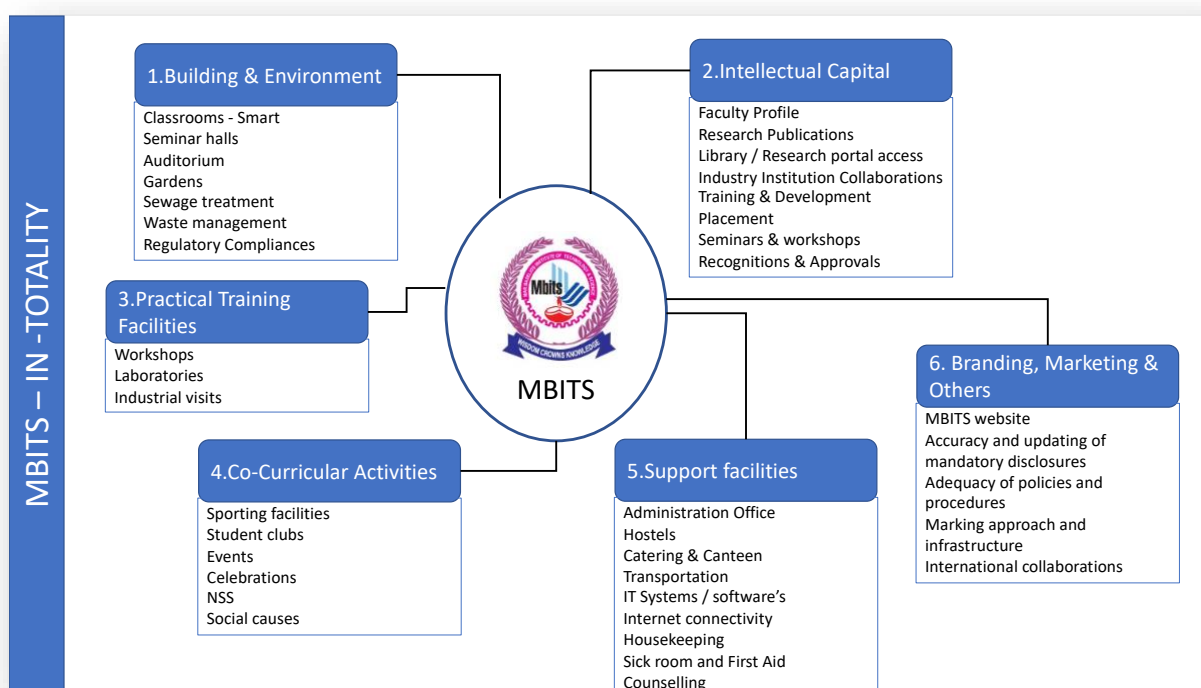 MBITS – IN -TOTALITY
1.Building & Environment
Classrooms - Smart
Seminar halls
Auditorium
Gardens
Sewage treatment
Waste management
Regulatory Compliances
2.Intellectual Capital
Faculty Profile
Research Publications
Library / Research portal access
Industry Institution Collaborations
Training & Development
Placement
Seminars & workshops
Recognitions & Approvals
3.Practical Training
Facilities
Workshops
Laboratories
Industrial visits
Mbits
WISDOM CROWNS KNOWLEDGE
MBITS
4.Co-Curricular Activities
Sporting facilities
Student clubs
Events
Celebrations
NSS
Social causes
5.Support facilities
Administration Office
Hostels
Catering & Canteen
Transportation
IT Systems / software’s
Internet connectivity
Housekeeping
Sick room and First Aid
Counselling
6. Branding, Marketing &
Others
MBITS website
Accuracy and updating of
mandatory disclosures
Adequacy of policies and
procedures
Marking approach and
infrastructure
International collaborations